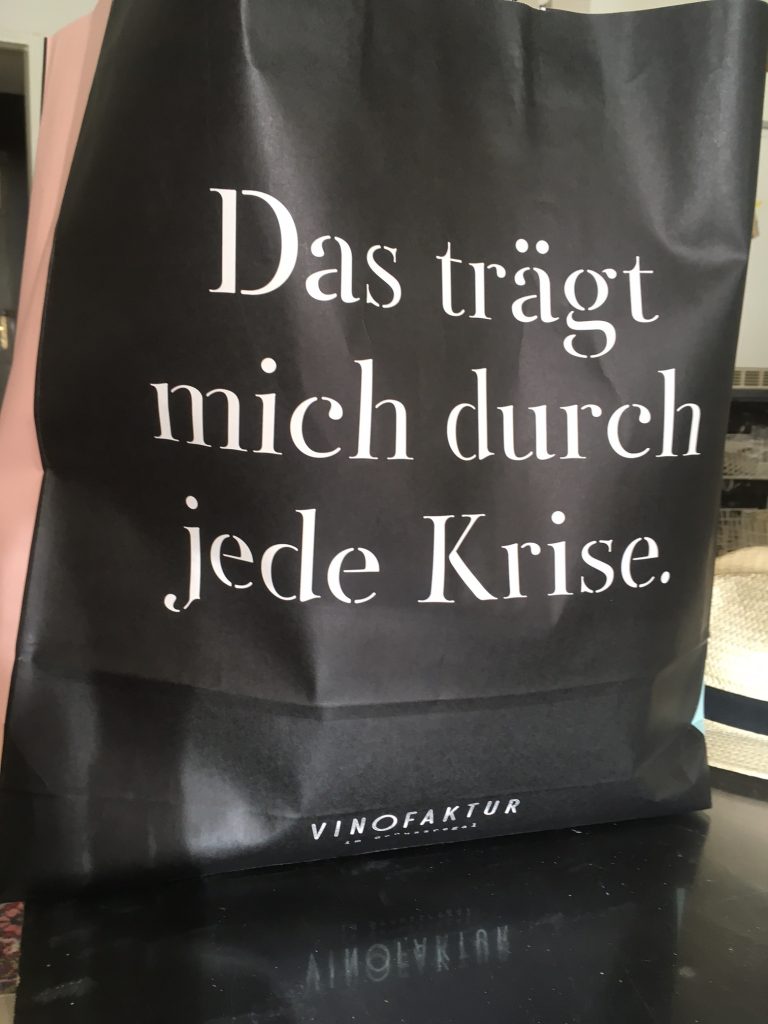 Das trägt
mich durch
jede Krise.
VINOFAKTUR